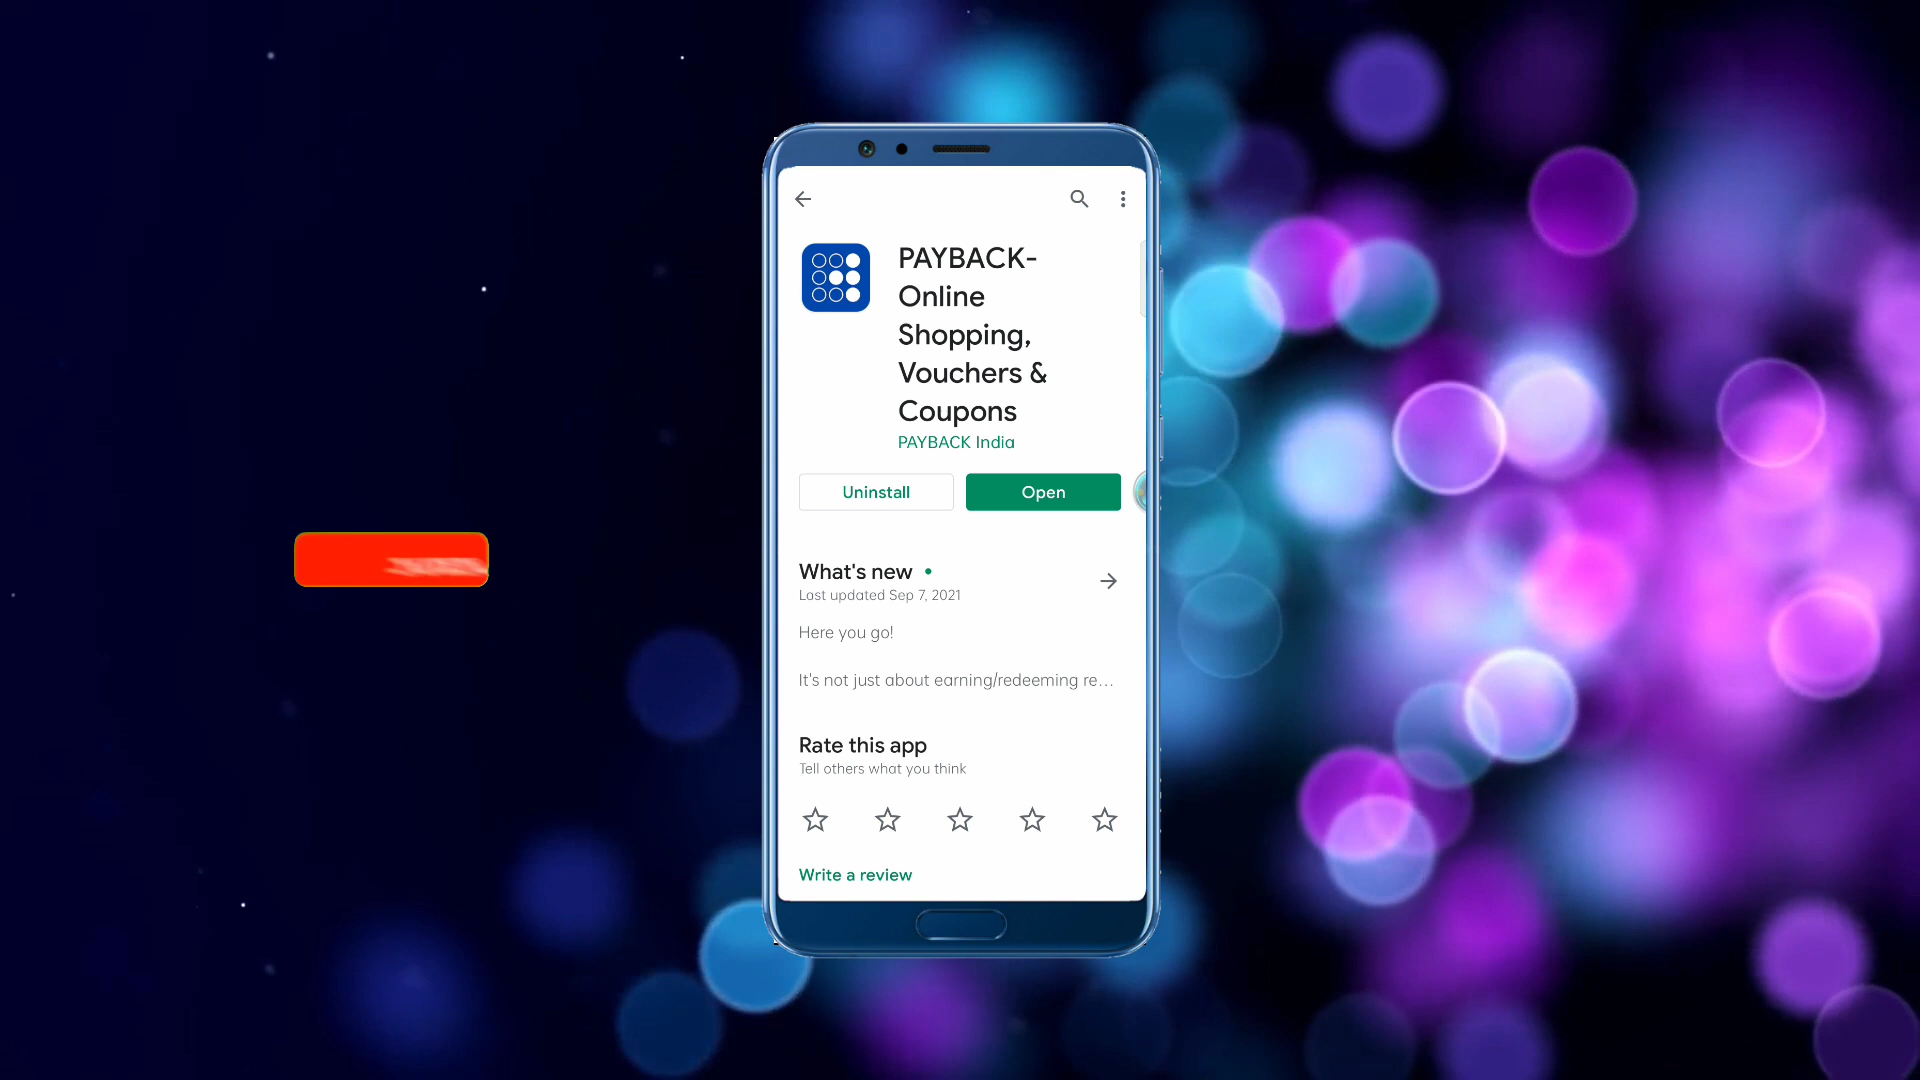 PAYBACK-
Online
Shopping,
Vouchers &
Coupons
PAYBACK India
Uninstall
Open
What's new
Last updated Sep 7, 2021
Here you go!
It's not just about earning/redeeming re...
Rate this app
Tell others what you think
Write a review